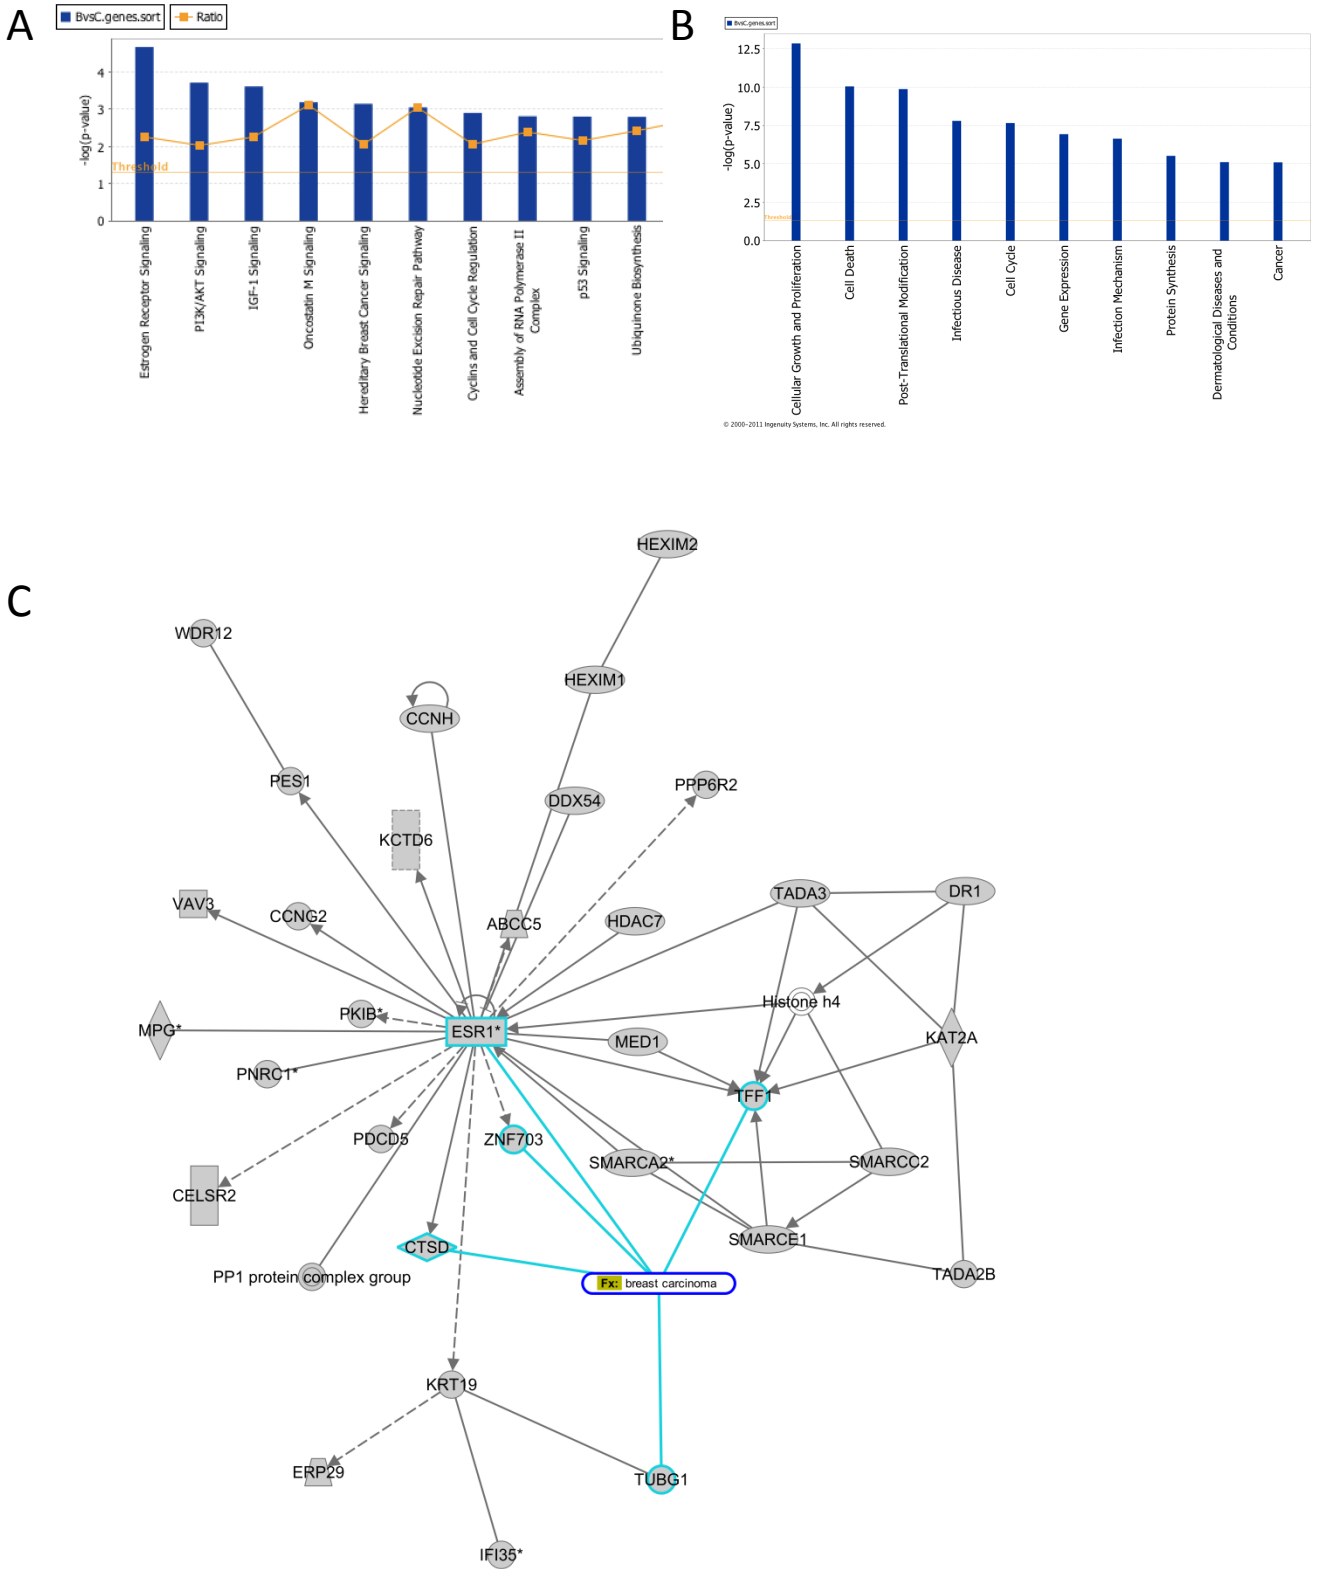 A
BvsC.genes.sort
Ratio
-log(p-value)
4
3
2
1
0
Threshold
Estrogen Receptor Signaling
PI3K/AKT Signaling
IGF-1 Signaling
Oncostatin M Signaling
Hereditary Breast Cancer Signaling
Nucleotide Excision Repair Pathway
Cyclins and Cell Cycle Regulation
Assembly of RNA Polymerase II
Complex
p53 Signaling
Ubiquinone Biosynthesis
B
BvsC.genes.sort
-log(p-value)
12.5
10.0
7.5
5.0
2.5
0.0
Threshold
Cellular Growth and Proliferation
Cell Death
Post-Translational Modification
Infectious Disease
Cell Cycle
Gene Expression
Infection Mechanism
Protein Synthesis
Dermatological Diseases and
Conditions
Cancer
© 2000-2011 Ingenuity Systems, Inc. All rights reserved.
C
HEXIM2
WDR12
HEXIM1
CCNH
PES1
PPP6R2
DDX54
KCTD6
TADA3
DR1
VAV3
CCNG2
ABCC5
HDAC7
Histone h4
PKIB*
MPG*
ESR1*
MED1
KAT2A
PNRC1*
TFF1
PDCD5
ZNF703
SMARCA2*
SMARCC2
CELSR2
CTSD
SMARCE1
PP1 protein complex group
TADA2B
Fx: breast carcinoma
KRT19
ERP29
TUBG1
IFI35*